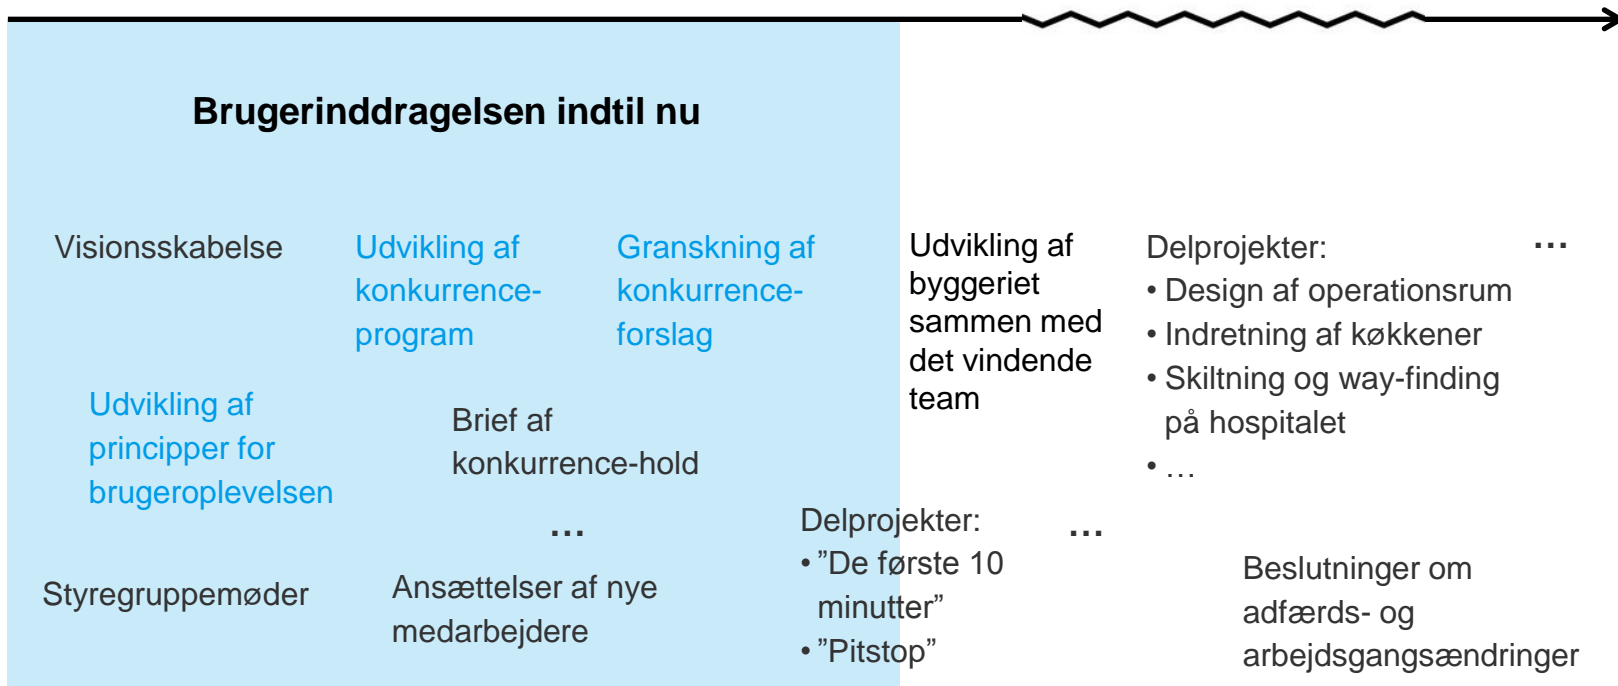 Brugerinddragelsen indtil nu
Visionsskabelse
Udvikling af
konkurrence-
program
Granskning af
konkurrence-
forslag
Udvikling af
byggeriet
sammen med
det vindende
team
Delprojekter:
• Design af operationsrum
• Indretning af køkkener
• Skiltning og way-finding
på hospitalet
• …
...
Udvikling af
principper for
brugeroplevelsen
Brief af
konkurrence-hold
...
Delprojekter:
• ”De første 10
minutter”
• ”Pitstop”
...
Styregruppemøder
Ansættelser af nye
medarbejdere
Beslutninger om
adfærds- og
arbejdsgangsændringer